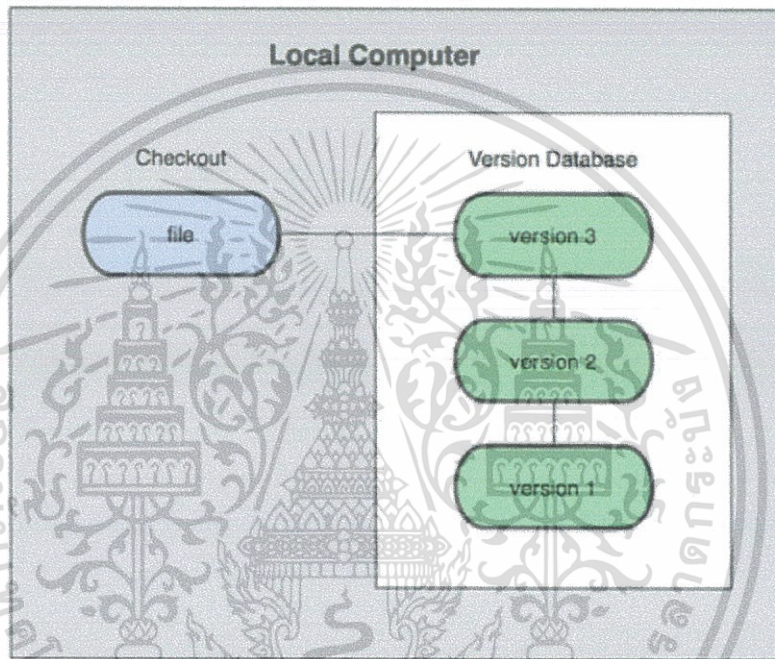 Local Computer
Checkout
Version Database
file
version 3
version 2
version 1